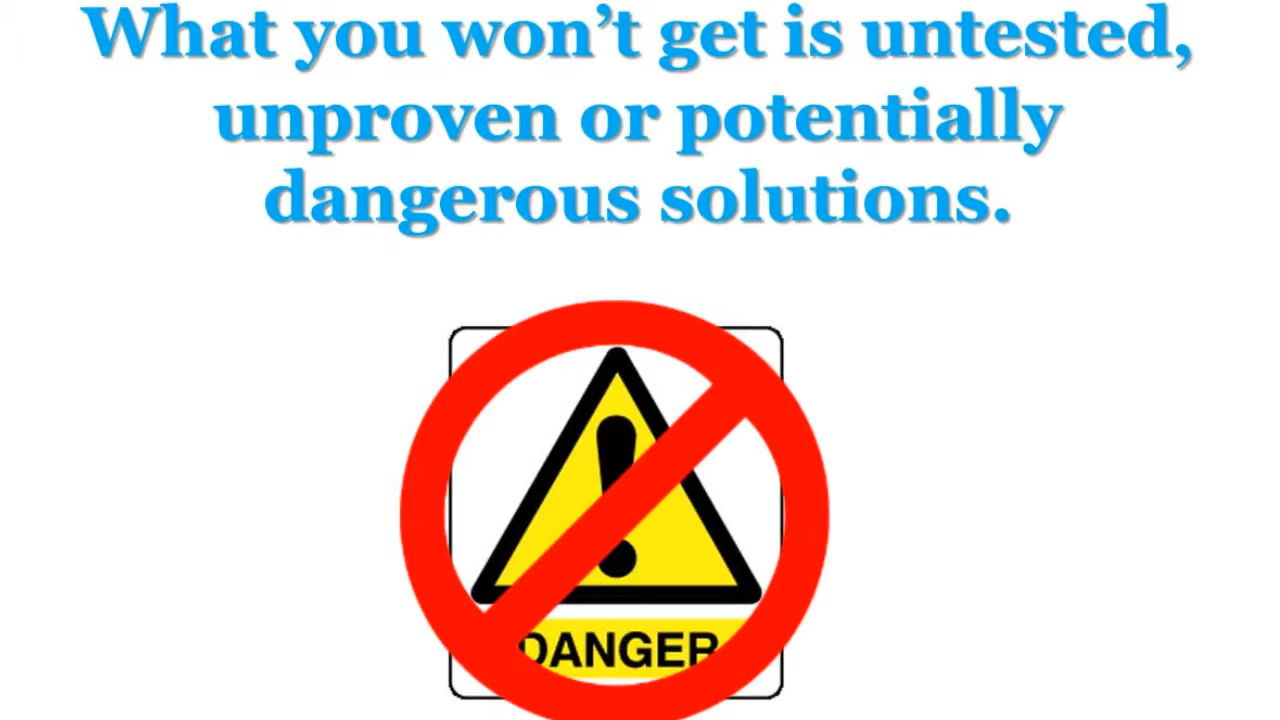 What you won’t get is untested,
unproven or potentially
dangerous solutions.
DANGER